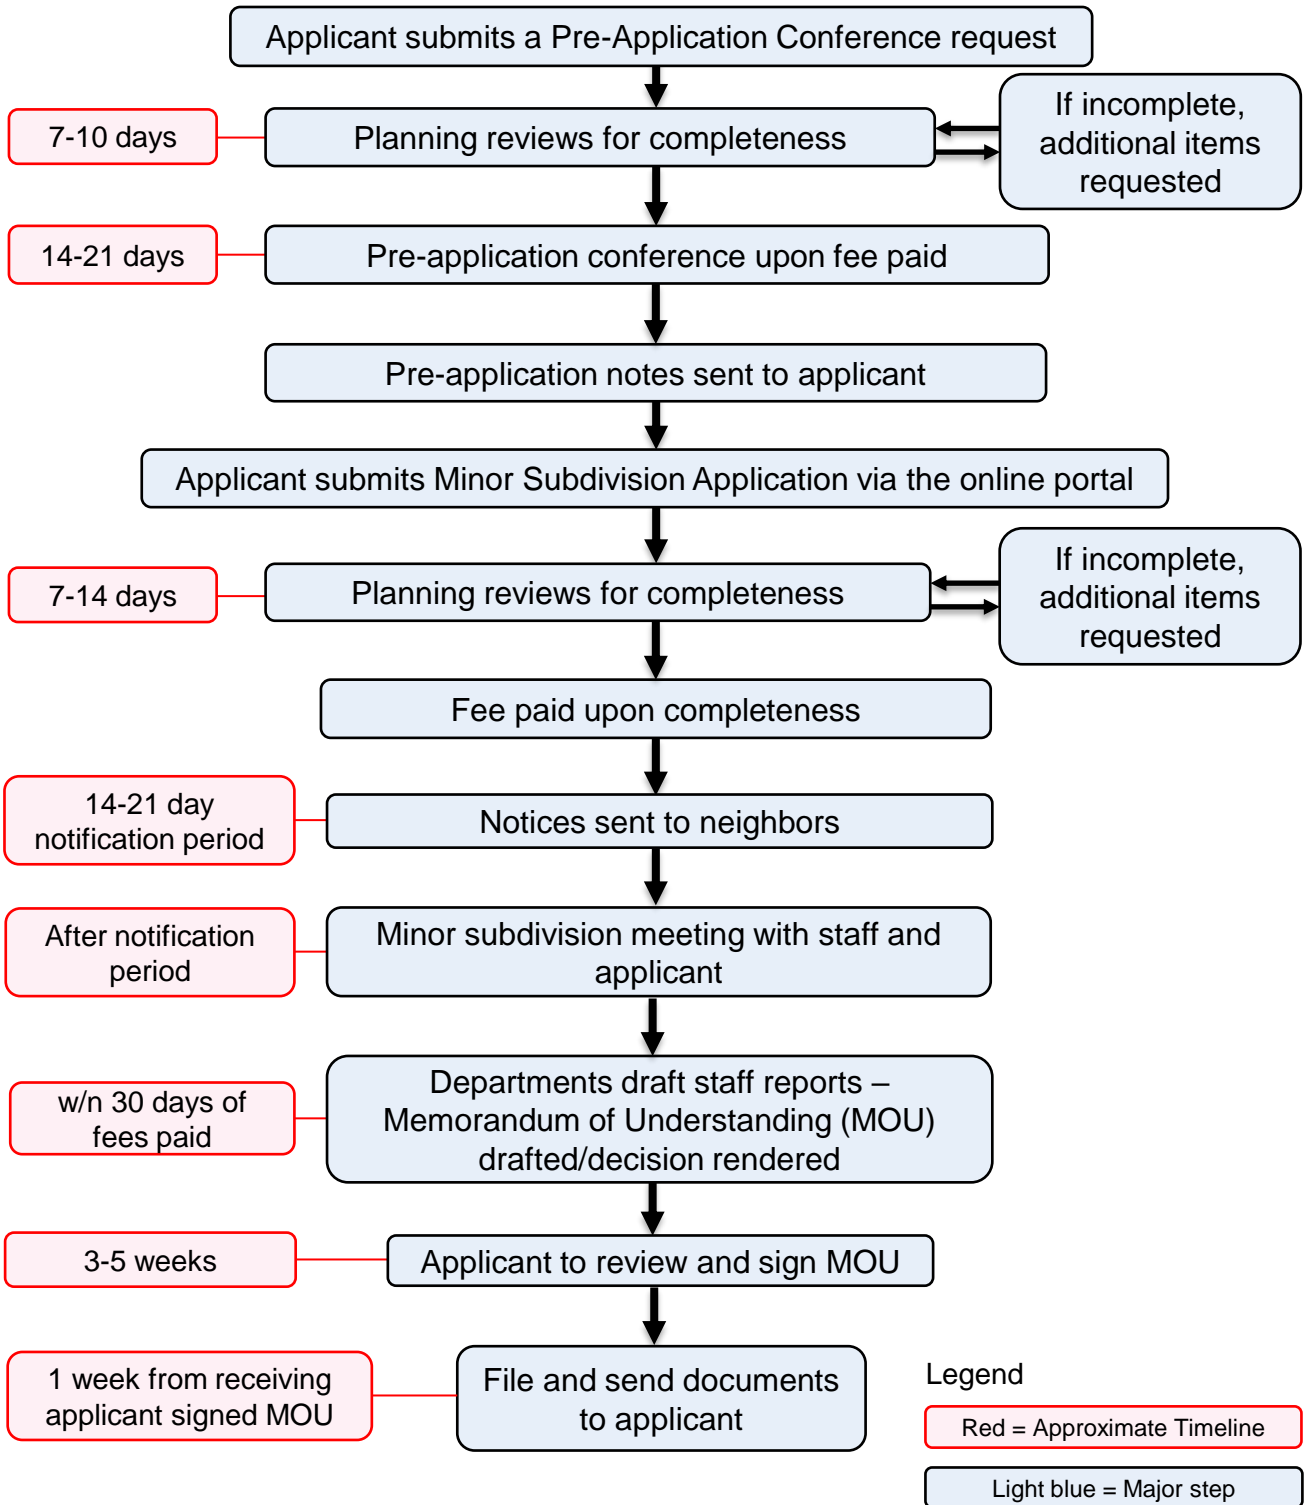 Applicant submits a Pre-Application Conference request
7-10 days
Planning reviews for completeness
If incomplete,
additional items
requested
14-21 days
Pre-application conference upon fee paid
Pre-application notes sent to applicant
Applicant submits Minor Subdivision Application via the online portal
7-14 days
Planning reviews for completeness
If incomplete,
additional items
requested
Fee paid upon completeness
14-21 day
notification period
Notices sent to neighbors
After notification
period
Minor subdivision meeting with staff and
applicant
w/n 30 days of
fees paid
Departments draft staff reports –
Memorandum of Understanding (MOU)
drafted/decision rendered
3-5 weeks
Applicant to review and sign MOU
1 week from receiving
applicant signed MOU
File and send documents
to applicant
Legend
Red = Approximate Timeline
Light blue = Major step